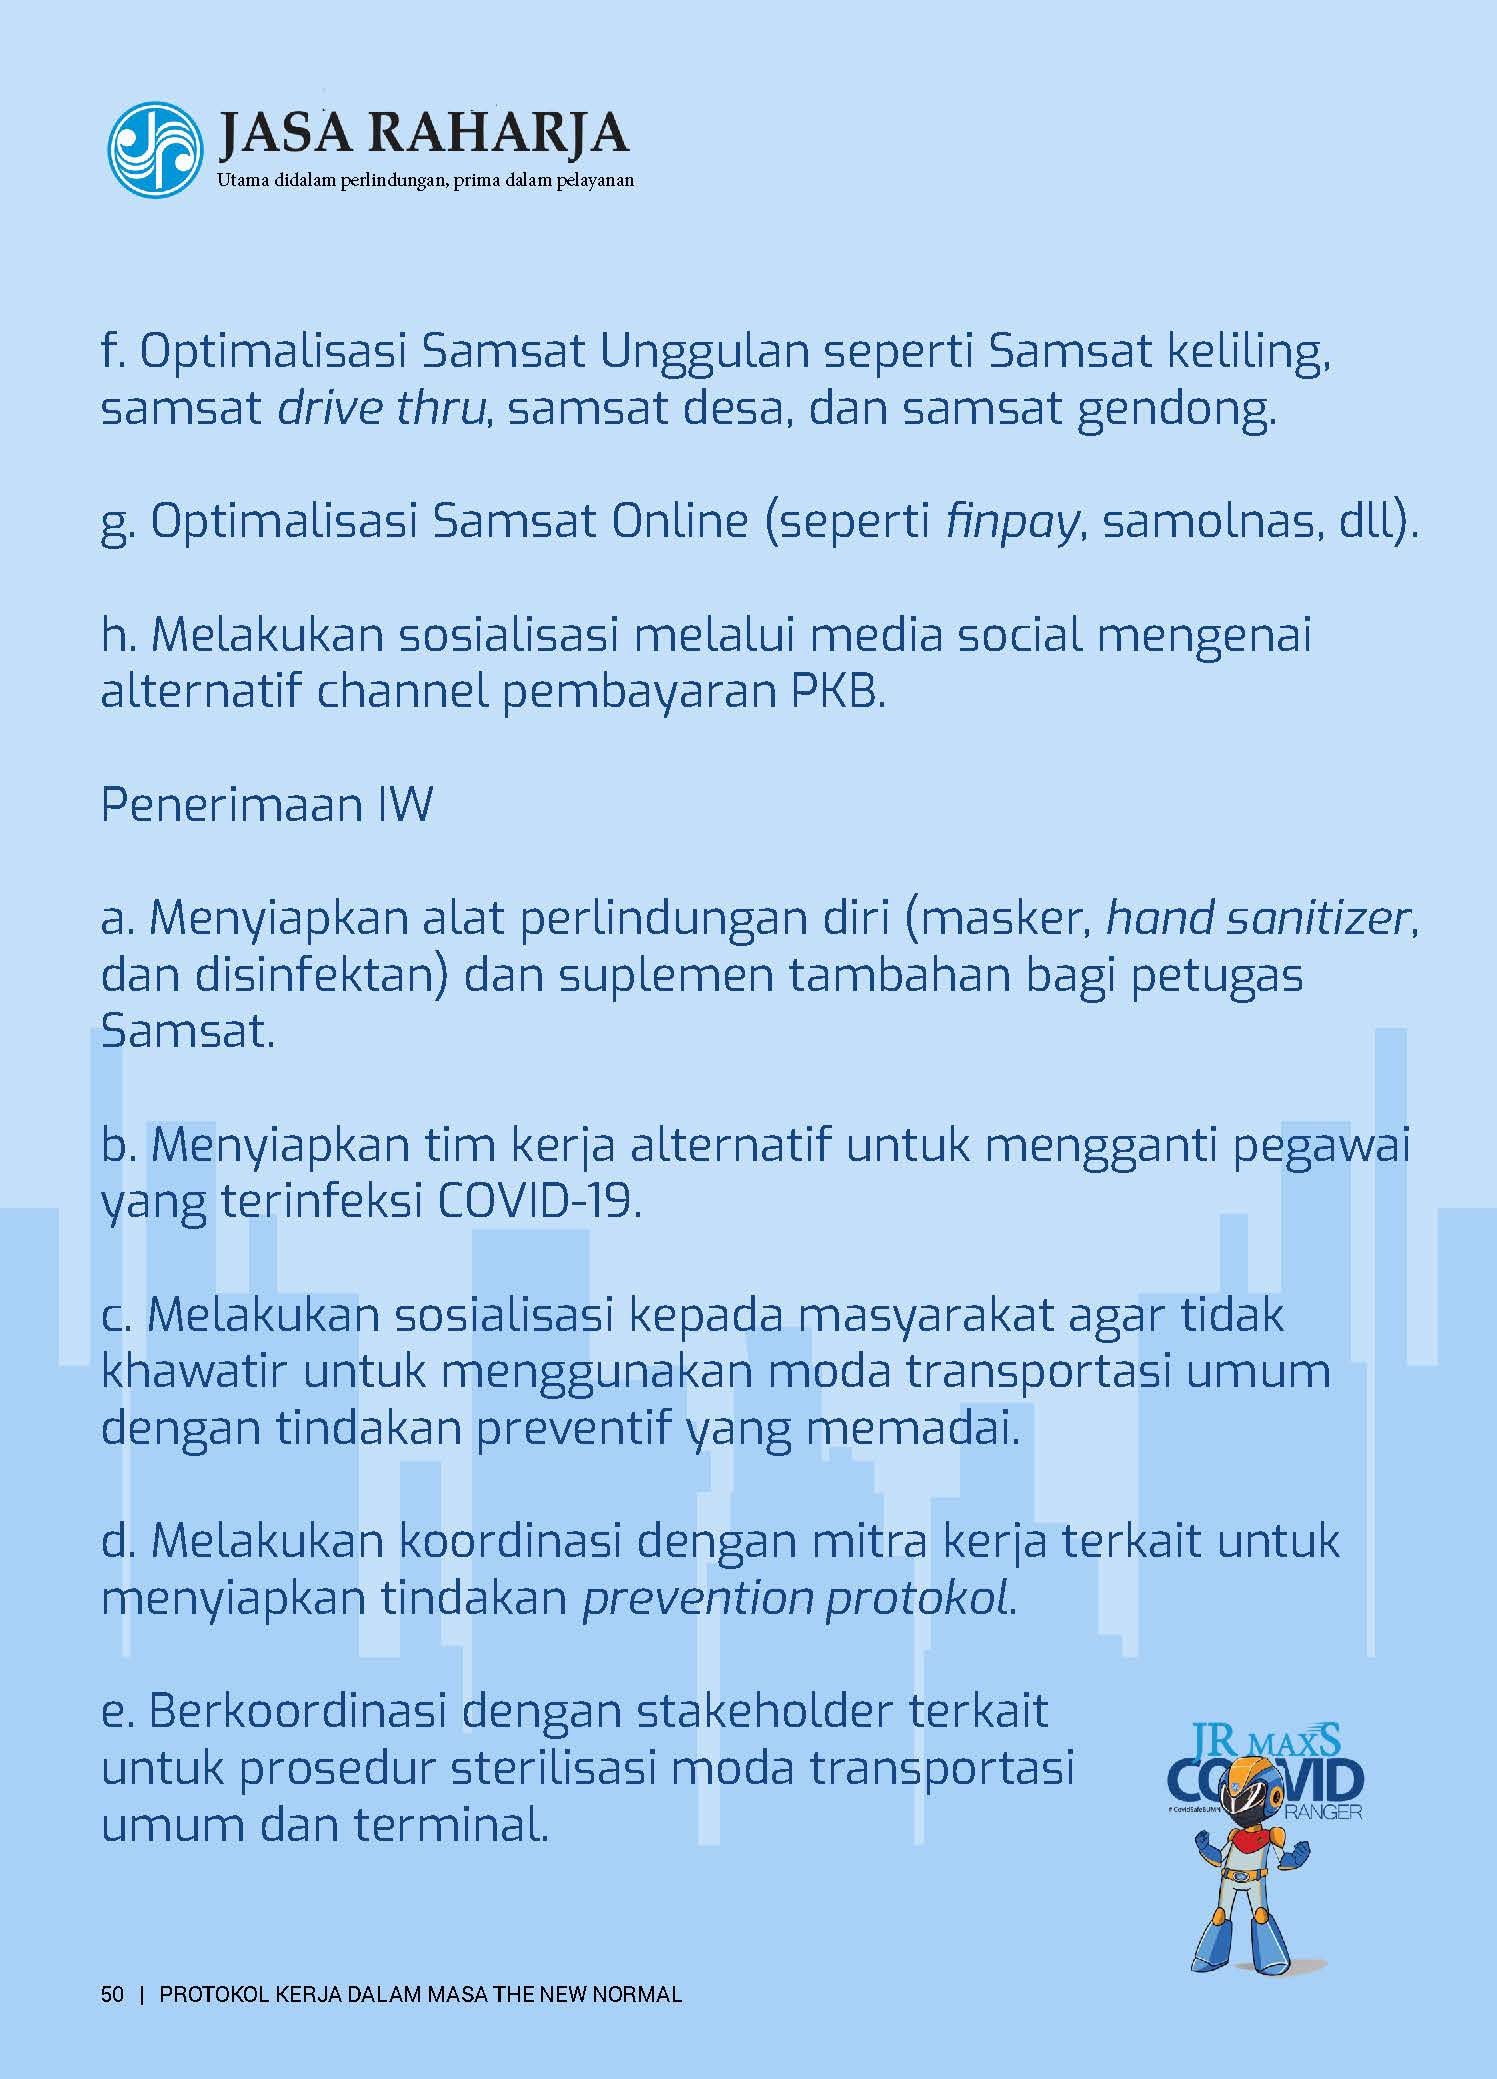 JASA RAHARJA
Utama didalam perlindungan, prima dalam pelayanan
f. Optimalisasi Samsat Unggulan seperti Samsat keliling,
samsat drive thru, samsat desa, dan samsat gendong.
g. Optimalisasi Samsat Online (seperti finpay, samolnas, dll).
h. Melakukan sosialisasi melalui media social mengenai
alternatif channel pembayaran PKB.
Penerimaan IW
a. Menyiapkan alat perlindungan diri (masker, hand sanitizer,
dan disinfektan) dan suplemen tambahan bagi petugas
Samsat.
b. Menyiapkan tim kerja alternatif untuk mengganti pegawai
yang terinfeksi COVID-19.
c. Melakukan sosialisasi kepada masyarakat agar tidak
khawatir untuk menggunakan moda transportasi umum
dengan tindakan preventif yang memadai.
d. Melakukan koordinasi dengan mitra kerja terkait untuk
menyiapkan tindakan prevention protokol.
e. Berkoordinasi dengan stakeholder terkait
untuk prosedur sterilisasi moda transportasi
umum dan terminal.
JR MAXS
COVID
#CovidSafeBUMN RANGER
50 | PROTOKOL KERJA DALAM MASA THE NEW NORMAL